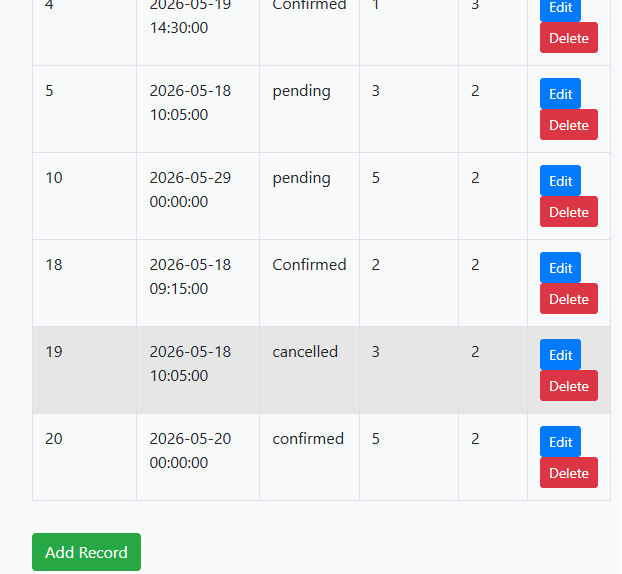 4 2026-05-19 Confirmed 1 3 Edit
14:30:00 Delete
5 2026-05-18 pending 3 2 Edit
10:05:00 Delete
10 2026-05-29 pending 5 2 Edit
00:00:00 Delete
18 2026-05-18 Confirmed 2 2 Edit
09:15:00 Delete
19 2026-05-18 cancelled 3 2 Edit
10:05:00 Delete
20 2026-05-20 confirmed 5 2 Edit
00:00:00 Delete
Add Record